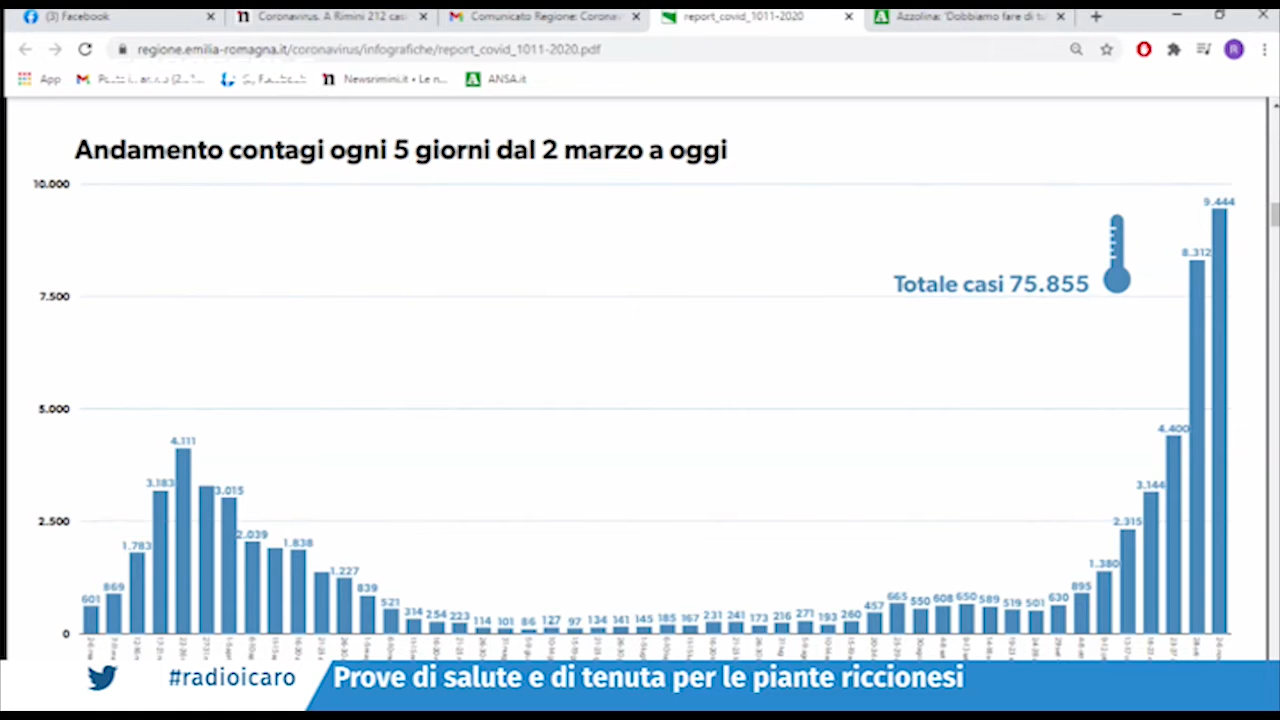 (3) Facebook
Coronavirus. A Rimini 212 cas
Comunicato Regione: Corona
report_covid_1011-2020
Azzolina: 'Dobbiamo fare di t
regione.emilia-romagna.it/coronavirus/infografiche/report_covid_1011-2020.pdf
R
App
Newsrimini.it • Le n...
ANSA.it
Andamento contagi ogni 5 giorni dal 2 marzo a oggi
10.000
7.500
5.000
2.500
0
Totale casi 75.855
601 869 1.783 3.183 4.111 3.015 2.039 1.838 1.227 839 521 314 254 223 114 101 86 127 97 134 141 145 185 167 231 241 173 216 271 193 260 457 665 550 608 650 589 519 501 630 895 1.380 2.315 3.144 4.400 8.312 9.444
#radioicaro
Prove di salute e di tenuta per le piante riccionesi